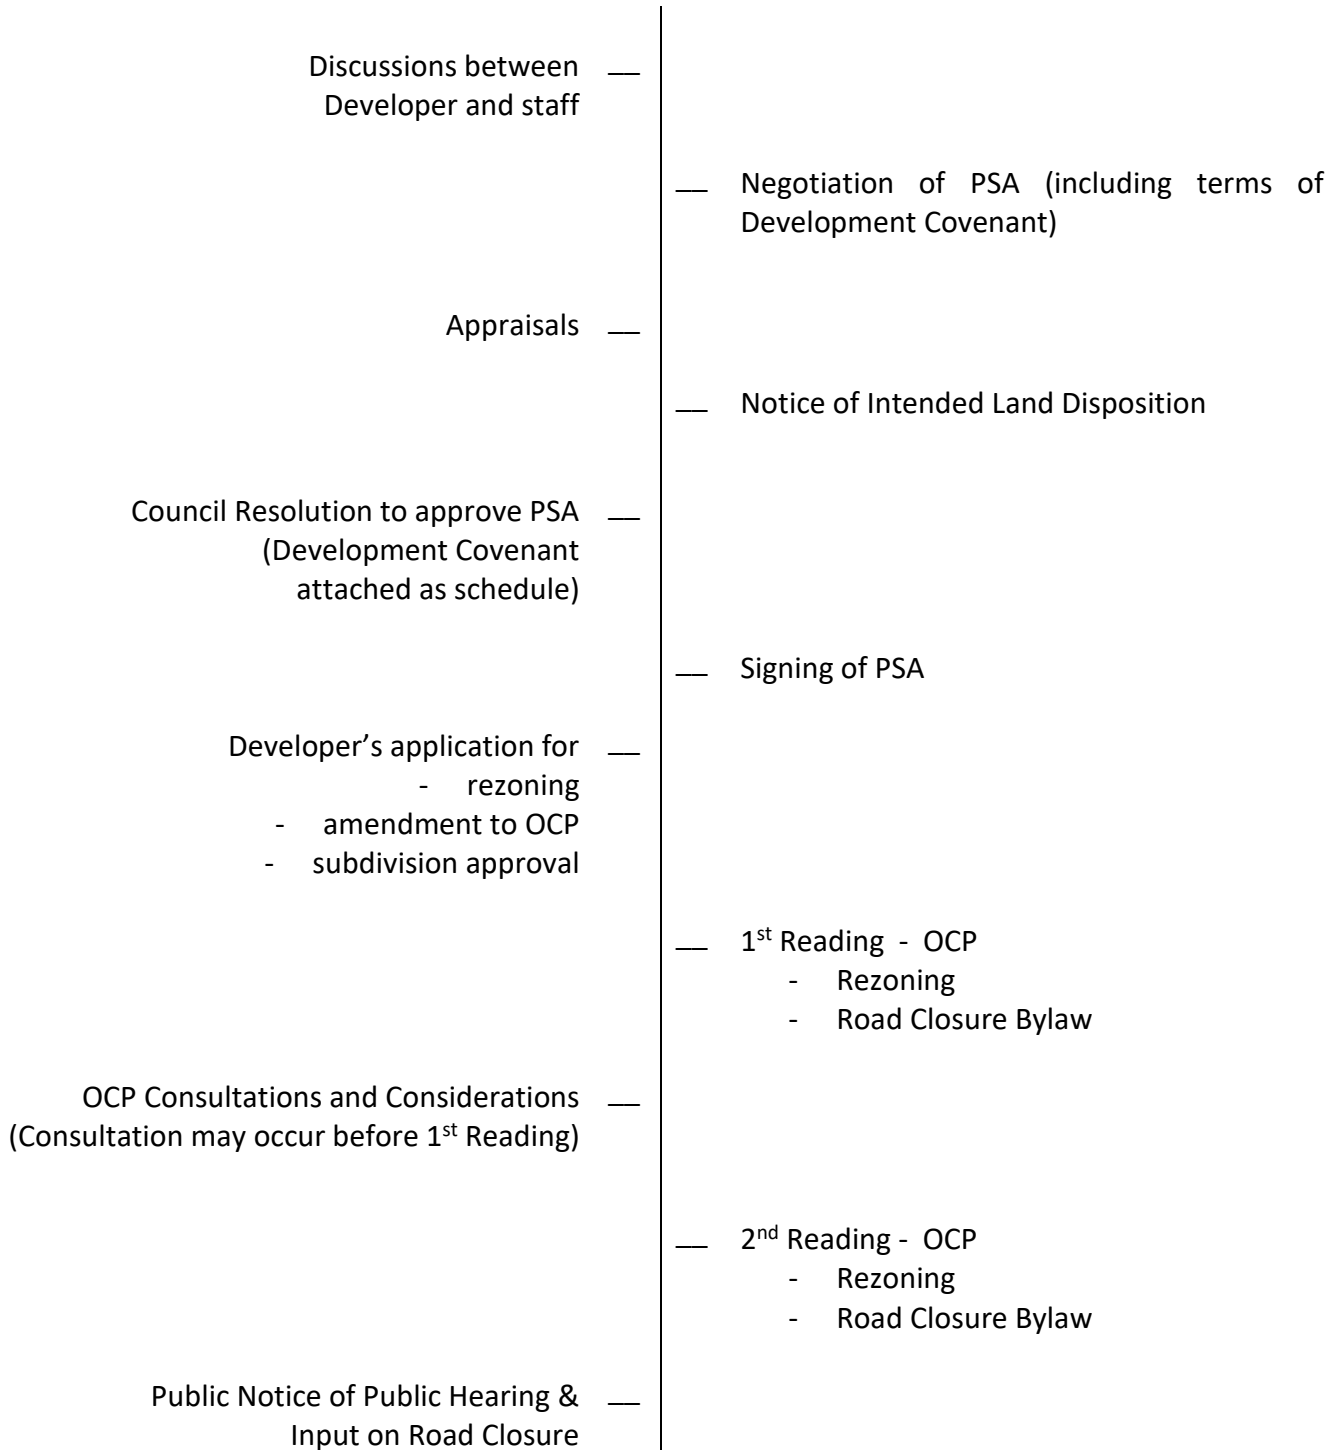 Discussions between
Developer and staff
Negotiation of PSA (including terms of
Development Covenant)
Appraisals
Notice of Intended Land Disposition
Council Resolution to approve PSA
(Development Covenant
attached as schedule)
Signing of PSA
Developer’s application for
- rezoning
- amendment to OCP
- subdivision approval
1st Reading - OCP
- Rezoning
- Road Closure Bylaw
OCP Consultations and Considerations
(Consultation may occur before 1st Reading)
2nd Reading - OCP
- Rezoning
- Road Closure Bylaw
Public Notice of Public Hearing &
Input on Road Closure